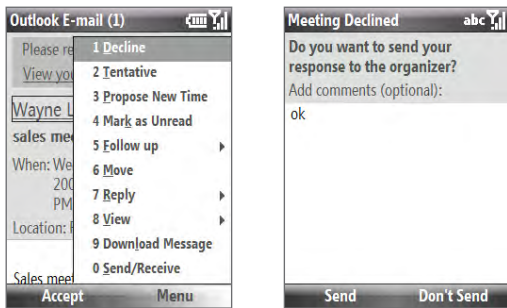 Outlook E-mail (1)
Please re
View you
Wayne L
sales mee
When: We
200
PM
Location: F
Sales meet
1 Decline
2 Tentative
3 Propose New Time
4 Mark as Unread
5 Follow up
6 Move
7 Reply
8 View
9 Download Message
0 Send/Receive
Accept Menu
Meeting Declined abc
Do you want to send your
response to the organizer?
Add comments (optional):
ok
Send Don't Send